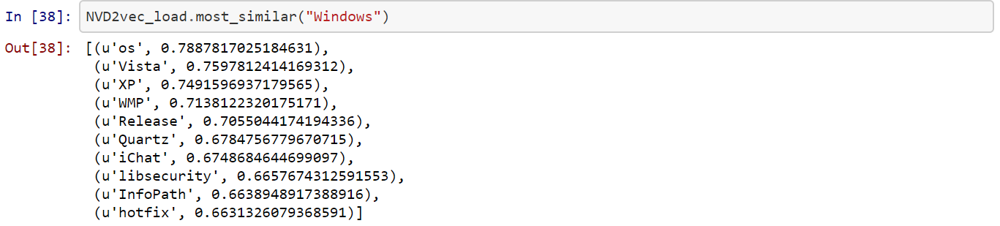 In [38]: NVD2vec_load.most_similar("Windows")
Out[38]: [(u'os', 0.7887817025184631),
(u'Vista', 0.7597812414169312),
(u'XP', 0.7491596937179565),
(u'WMP', 0.7138122320175171),
(u'Release', 0.7055044174194336),
(u'Quartz', 0.6784756779670715),
(u'iChat', 0.6748684644699097),
(u'libsecurity', 0.6657674312591553),
(u'InfoPath', 0.6638948917388916),
(u'hotfix', 0.6631326079368591)]